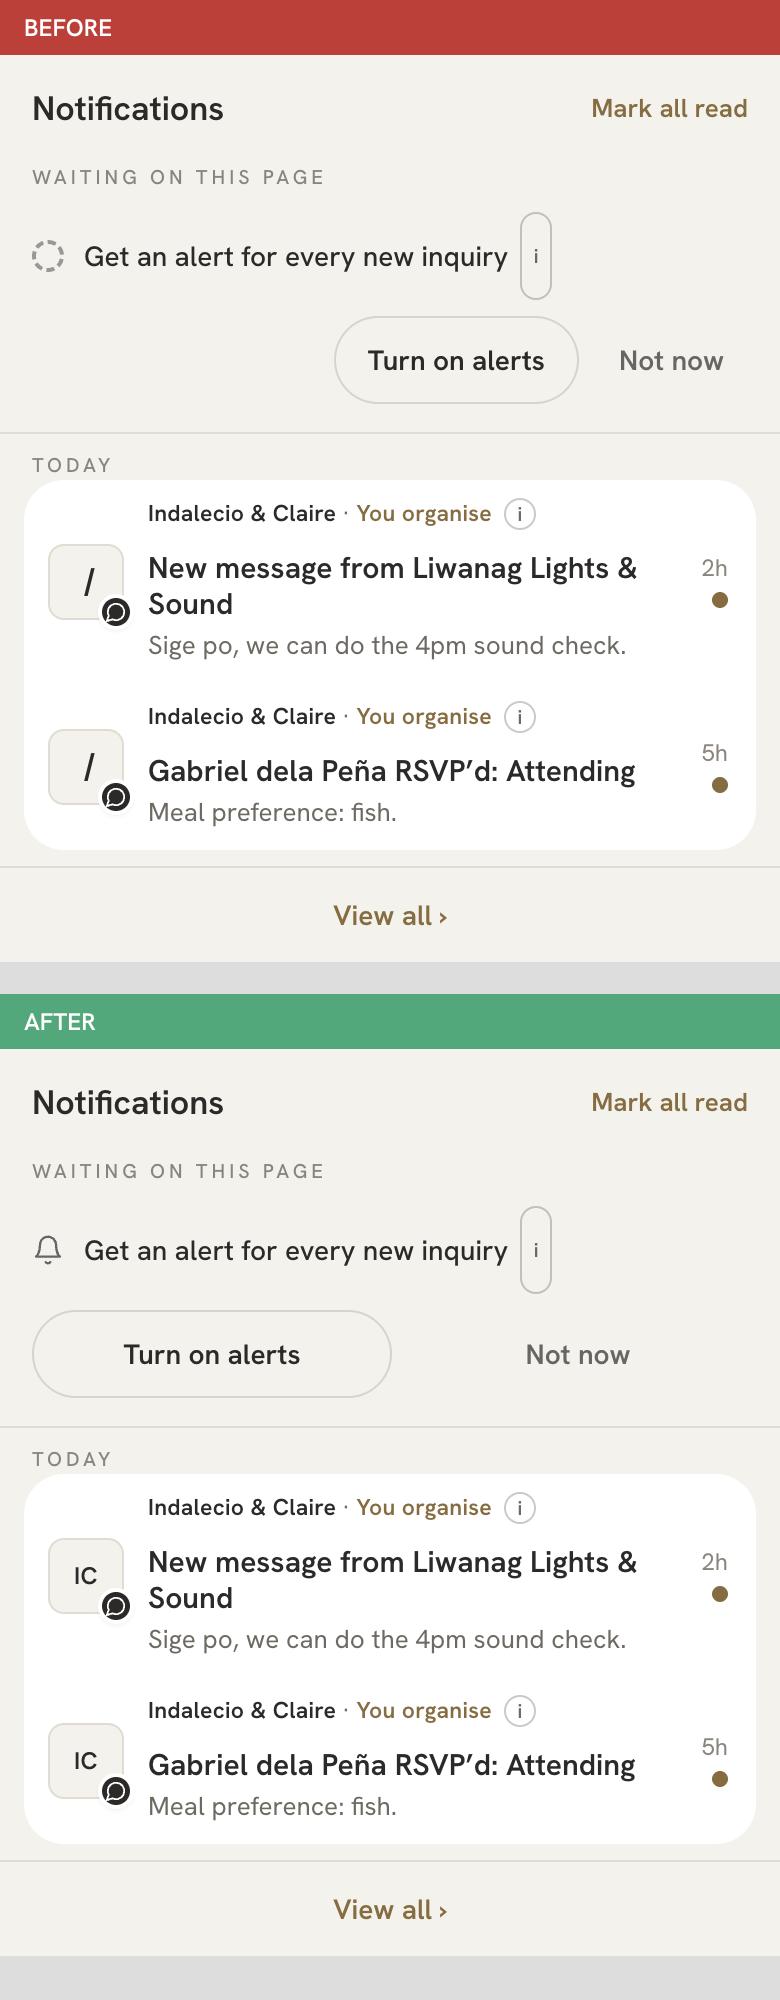 BEFORE
Notifications
Mark all read
WAITING ON THIS PAGE
Get an alert for every new inquiry i
Turn on alerts
Not now
TODAY
Indalecio & Claire · You organise i
/
New message from Liwanag Lights &
Sound
2h
Sige po, we can do the 4pm sound check.
Indalecio & Claire · You organise i
/
Gabriel dela Peña RSVP’d: Attending
5h
Meal preference: fish.
View all ›
AFTER
Notifications
Mark all read
WAITING ON THIS PAGE
Get an alert for every new inquiry i
Turn on alerts
Not now
TODAY
Indalecio & Claire · You organise i
IC
New message from Liwanag Lights &
Sound
2h
Sige po, we can do the 4pm sound check.
Indalecio & Claire · You organise i
IC
Gabriel dela Peña RSVP’d: Attending
5h
Meal preference: fish.
View all ›